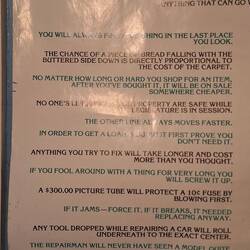 ANYTHING THAT CAN GO
YOU WILL ALWAYS FIND SOMETHING IN THE LAST PLACE
YOU LOOK.
THE CHANCE OF A PIECE OF BREAD FALLING WITH THE
BUTTERED SIDE DOWN IS DIRECTLY PROPORTIONAL TO
THE COST OF THE CARPET.
NO MATTER HOW LONG OR HARD YOU SHOP FOR AN ITEM,
AFTER YOU'VE BOUGHT IT, IT WILL BE ON SALE
SOMEWHERE CHEAPER.
NO ONE'S PROPERTY ARE SAFE WHILE
LEGISLATURE IS IN SESSION.
THE OTHER LINE ALWAYS MOVES FASTER.
IN ORDER TO GET A LOAN, YOU MUST FIRST PROVE YOU
DON'T NEED IT.
ANYTHING YOU TRY TO FIX WILL TAKE LONGER AND COST
MORE THAN YOU THOUGHT.
IF YOU FOOL AROUND WITH A THING FOR VERY LONG YOU
WILL SCREW IT UP.
A $300.00 PICTURE TUBE WILL PROTECT A 10¢ FUSE BY
BLOWING FIRST.
IF IT JAMS—FORCE IT. IF IT BREAKS, IT NEEDED
REPLACING ANYWAY.
ANY TOOL DROPPED WHILE REPAIRING A CAR WILL ROLL
UNDERNEATH TO THE EXACT CENTER.
THE REPAIRMAN WILL NEVER HAVE SEEN A MODEL QUITE